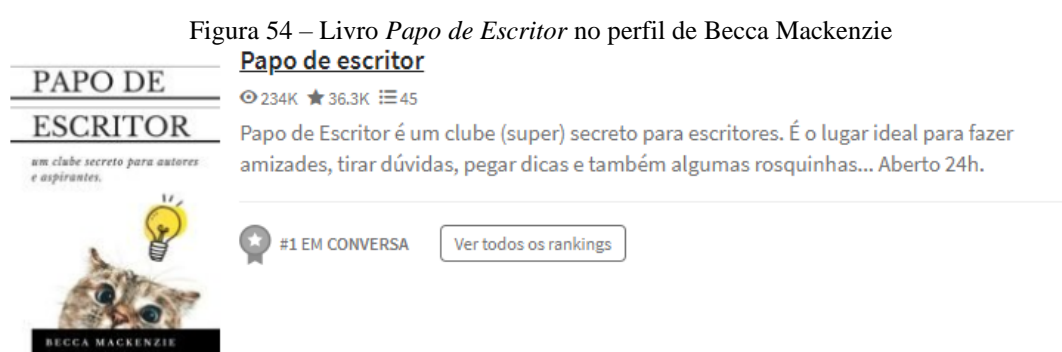 Figura 54 – Livro Papo de Escritor no perfil de Becca Mackenzie
PAPO DE
ESCRITOR
um clube secreto para autores
e aspirantes.
BECCA MACKENZIE
Papo de escritor
234K 36.3K 45
Papo de Escritor é um clube (super) secreto para escritores. É o lugar ideal para fazer
amizades, tirar dúvidas, pegar dicas e também algumas rosquinhas... Aberto 24h.
#1 EM CONVERSA
Ver todos os rankings